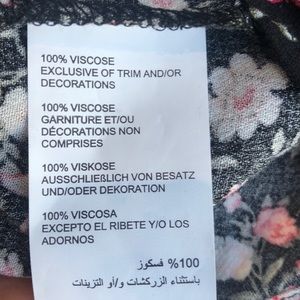 100% VISCOSE
EXCLUSIVE OF TRIM AND/OR
DECORATIONS
100% VISCOSE
GARNITURE ET/OU
DÉCORATIONS NON
COMPRISES
100% VISKOSE
AUSSCHLIEßLICH VON BESATZ
UND/ODER DEKORATION
100% VISCOSA
EXCEPTO EL RIBETE Y/O LOS
ADORNOS
100% فسكوز
باستثناء الزركشات و/أو التزينات